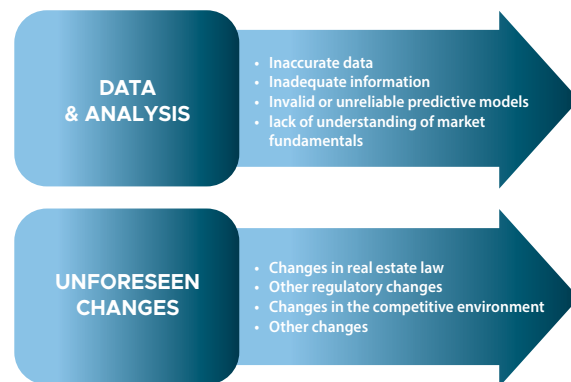 DATA
& ANALYSIS
• Inaccurate data
• Inadequate information
• Invalid or unreliable predictive models
• lack of understanding of market
fundamentals
UNFORESEEN
CHANGES
• Changes in real estate law
• Other regulatory changes
• Changes in the competitive environment
• Other changes